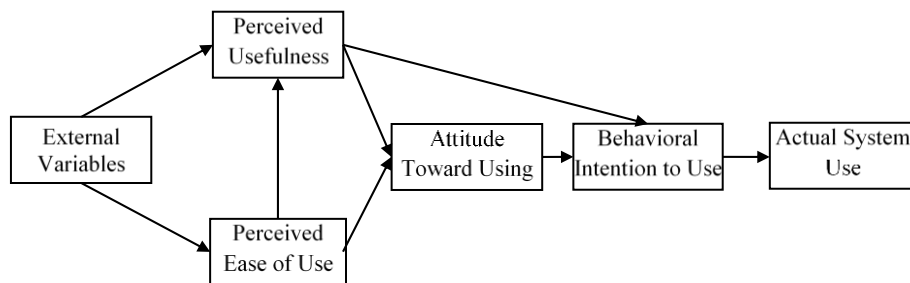 Perceived
Usefulness
External
Variables
Attitude
Toward Using
Behavioral
Intention to Use
Actual System
Use
Perceived
Ease of Use